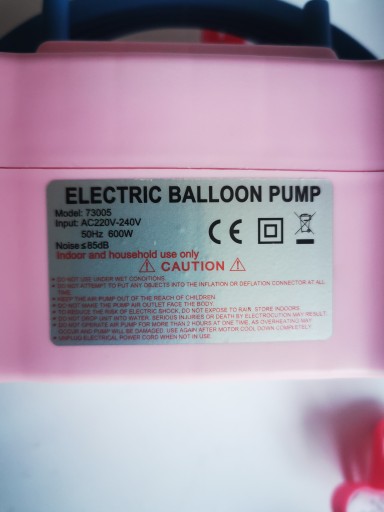 ELECTRIC BALLOON PUMP
Model: 73005
Input: AC220V-240V
50Hz 600W
Noise≤85dB
Indoor and household use only
CAUTION
• DO NOT USE UNDER WET CONDITIONS.
• DO NOT ATTEMPT TO PUT ANY OBJECTS INTO THE INFLATION OR DEFLATION CONNECTOR AT ALL
TIME.
• KEEP THE AIR PUMP OUT OF THE REACH OF CHILDREN.
• DO NOT MAKE THE PUMP AIR OUTLET FACE THE BODY.
• TO REDUCE THE RISK OF ELECTRIC SHOCK, DO NOT EXPOSE TO RAIR. STORE INDOORS.
• DO NOT DROP UNIT INTO WATER. SERIOUS INJURIES OR DEATH BY ELECTROCUTION MAY RESULT.
• DO NOT OPERATE AIR PUMP FOR MORE THAN 2 HOURS AT ONE TIME, AS OVERHEATING MAY
OCCUR AND PUMP WILL BE DAMAGED. USE AGAIN AFTER MOTOR COOL DOWN COMPLETELY.
• UNPLUG ELECTRICAL POWER CORD WHEN NOT IN USE.